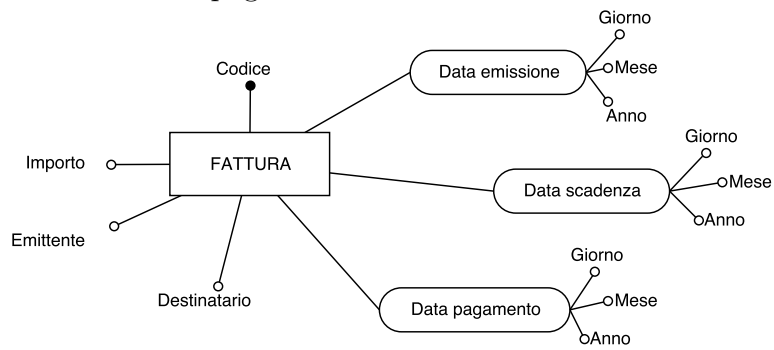 Giorno
Data emissione
Mese
Anno
Codice
Importo
FATTURA
Giorno
Data scadenza
Mese
Anno
Emittente
Destinatario
Giorno
Data pagamento
Mese
Anno